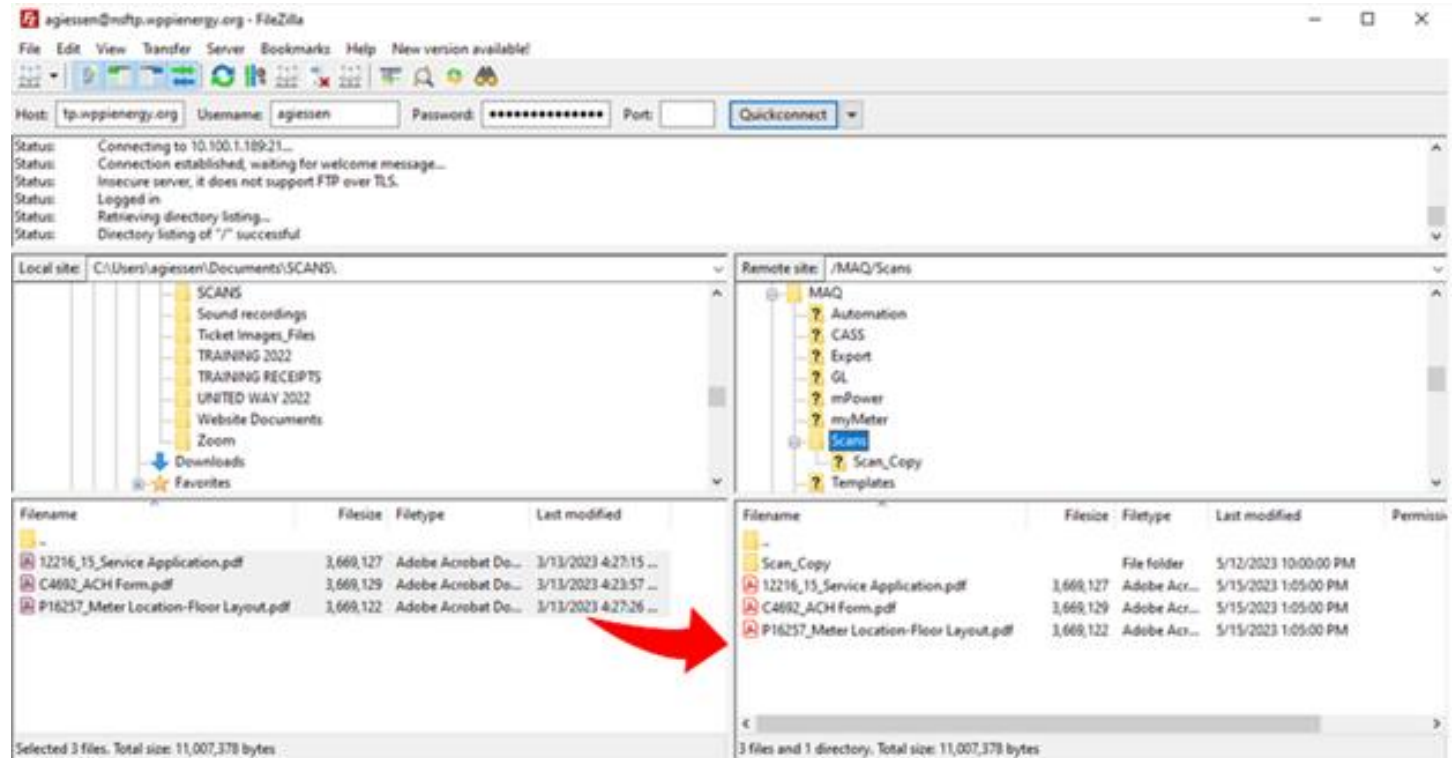 agiessen@nsftp.wppienergy.org - FileZilla
File Edit View Transfer Server Bookmarks Help New version available!
Host: tp.wppienergy.org Username: agiessen Password: •••••••••••••• Port: Quickconnect
Status: Connecting to 10.100.1.189:21...
Status: Connection established, waiting for welcome message...
Status: Insecure server, it does not support FTP over TLS.
Status: Logged in
Status: Retrieving directory listing...
Status: Directory listing of "/" successful
Local site: C:\Users\agiessen\Documents\SCANS\
SCANS
Sound recordings
Ticket Images_Files
TRAINING 2022
TRAINING RECEIPTS
UNITED WAY 2022
Website Documents
Zoom
Downloads
Favorites
Remote site: /MAQ/Scans
MAQ
? Automation
? CASS
? Export
? GL
? mPower
? myMeter
Scans
? Scan_Copy
? Templates
Filename Filesize Filetype Last modified
..
12216_15_Service Application.pdf 3,669,127 Adobe Acrobat Do... 3/13/2023 4:27:15 ...
C4692_ACH Form.pdf 3,669,129 Adobe Acrobat Do... 3/13/2023 4:23:57 ...
P16257_Meter Location-Floor Layout.pdf 3,669,122 Adobe Acrobat Do... 3/13/2023 4:27:26 ...
Selected 3 files. Total size: 11,007,378 bytes
Filename Filesize Filetype Last modified Permissi
..
Scan_Copy File folder 5/12/2023 10:00:00 PM
12216_15_Service Application.pdf 3,669,127 Adobe Acr... 5/15/2023 1:05:00 PM
C4692_ACH Form.pdf 3,669,129 Adobe Acr... 5/15/2023 1:05:00 PM
P16257_Meter Location-Floor Layout.pdf 3,669,122 Adobe Acr... 5/15/2023 1:05:00 PM
3 files and 1 directory. Total size: 11,007,378 bytes